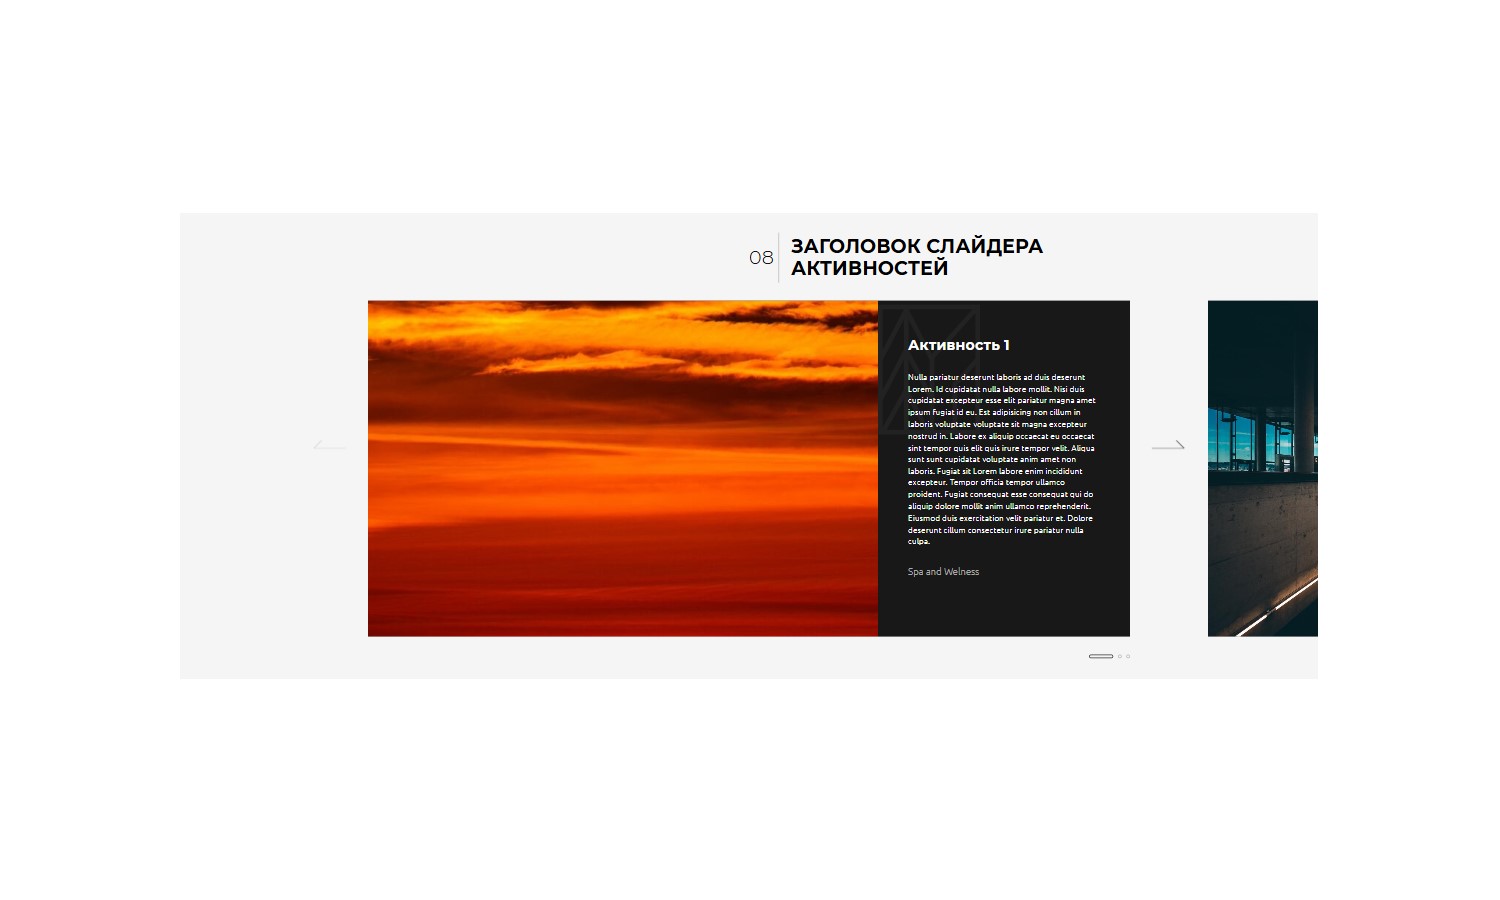 08
ЗАГОЛОВОК СЛАЙДЕРА
АКТИВНОСТЕЙ
Активность 1
Nulla pariatur deserunt laboris ad duis deserunt
Lorem. Id cupidatat nulla labore mollit. Nisi duis
cupidatat excepteur esse elit pariatur magna amet
ipsum fugiat id eu. Est adipisicing non cillum in
laboris voluptate voluptate sit magna excepteur
nostrud in. Labore ex aliquip occaecat eu occaecat
sint tempor quis elit quis irure tempor velit. Aliqua
sunt sunt cupidatat voluptate anim amet non
laboris. Fugiat sit Lorem labore enim incididunt
excepteur. Tempor officia tempor ullamco
proident. Fugiat consequat esse consequat qui do
aliquip dolore mollit anim ullamco reprehenderit.
Eiusmod duis exercitation velit pariatur et. Dolore
deserunt cillum consectetur irure pariatur nulla
culpa.
Spa and Welness